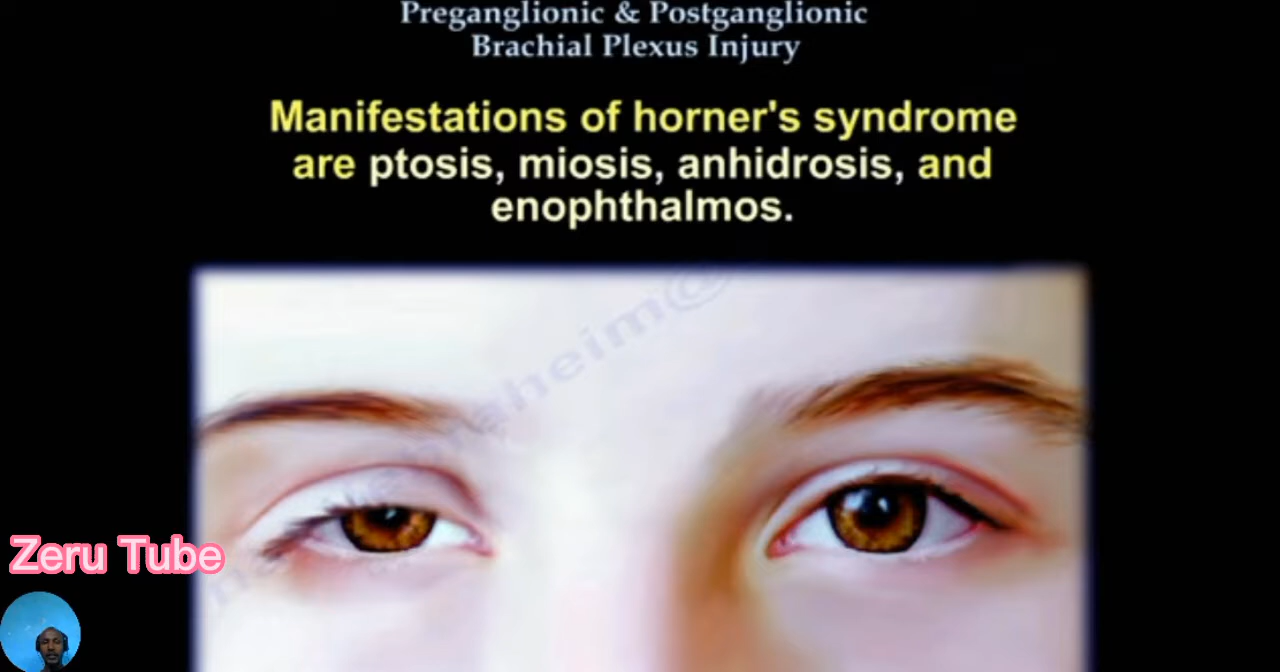 Preganglionic & Postganglionic
Brachial Plexus Injury
Manifestations of horner's syndrome
are ptosis, miosis, anhidrosis, and
enophthalmos.
Zeru Tube